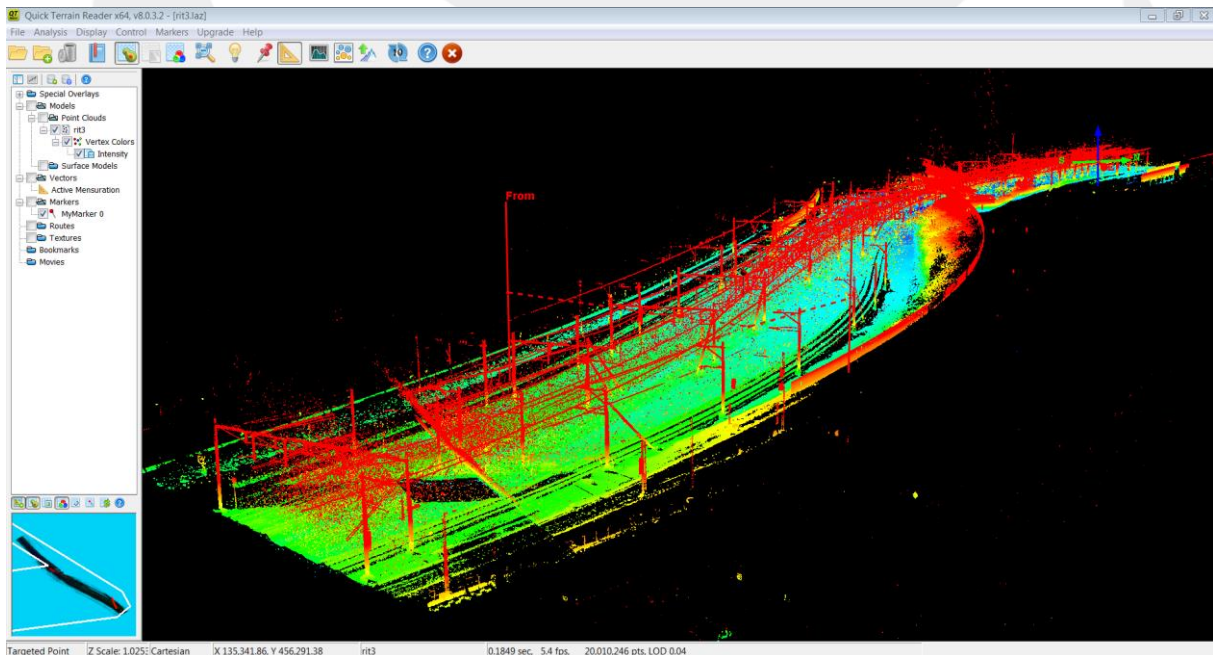 Quick Terrain Reader x64, v8.0.3.2 - [rit3.laz]
File Analysis Display Control Markers Upgrade Help
Special Overlays
Models
Point Clouds
rit3
Vertex Colors
Intensity
Surface Models
Vectors
Active Mensuration
Markers
MyMarker 0
Routes
Textures
Bookmarks
Movies
From
Targeted Point Z Scale: 1.025 Cartesian X 135,341.86, Y 456,291.38 rit3 0.1849 sec, 5.4 fps, 20,010,246 pts, LOD 0.04